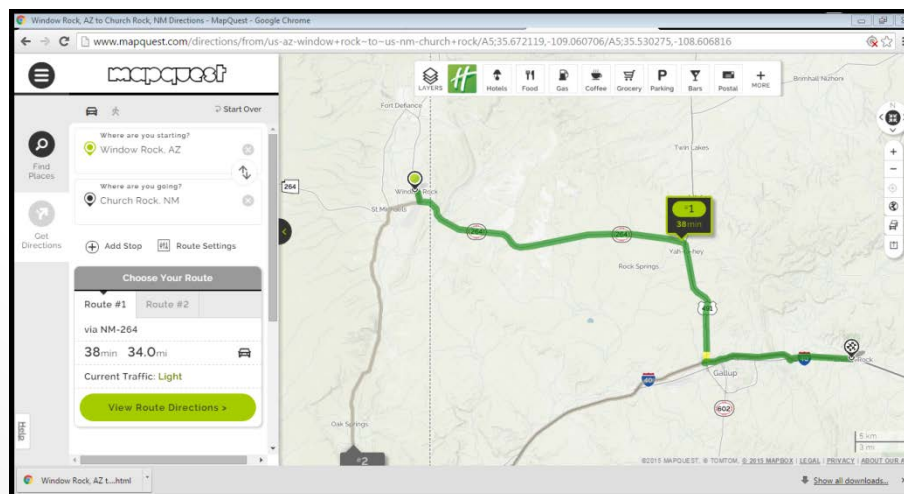 Window Rock, AZ to Church Rock, NM Directions - MapQuest - Google Chrome
www.mapquest.com/directions/from/us-az-window+rock~to~us-nm-church+rock/A5;35.672119,-109.060706/A5;35.530275,-108.606816
mapquest
Start Over
Find Places
Get Directions
Where are you starting?
Window Rock, AZ
Where are you going?
Church Rock, NM
Add Stop
Route Settings
Choose Your Route
Route #1
Route #2
via NM-264
38min 34.0mi
Current Traffic: Light
View Route Directions >
Help
LAYERS
H
Hotels
Food
Gas
Coffee
Grocery
P
Parking
Bars
Postal
+
MORE
Brimhall Nizhoni
Fort Defiance
Twin Lakes
N
264
Window Rock
St Michaels
#1
38min
264
264
Rock Springs
491
Gallup
40
602
Oak Springs
#2
5 km
3 mi
©2015 MAPQUEST, © TOMTOM, © 2015 MAPBOX | LEGAL | PRIVACY | ABOUT OUR
Window Rock, AZ t...html
Show all downloads...